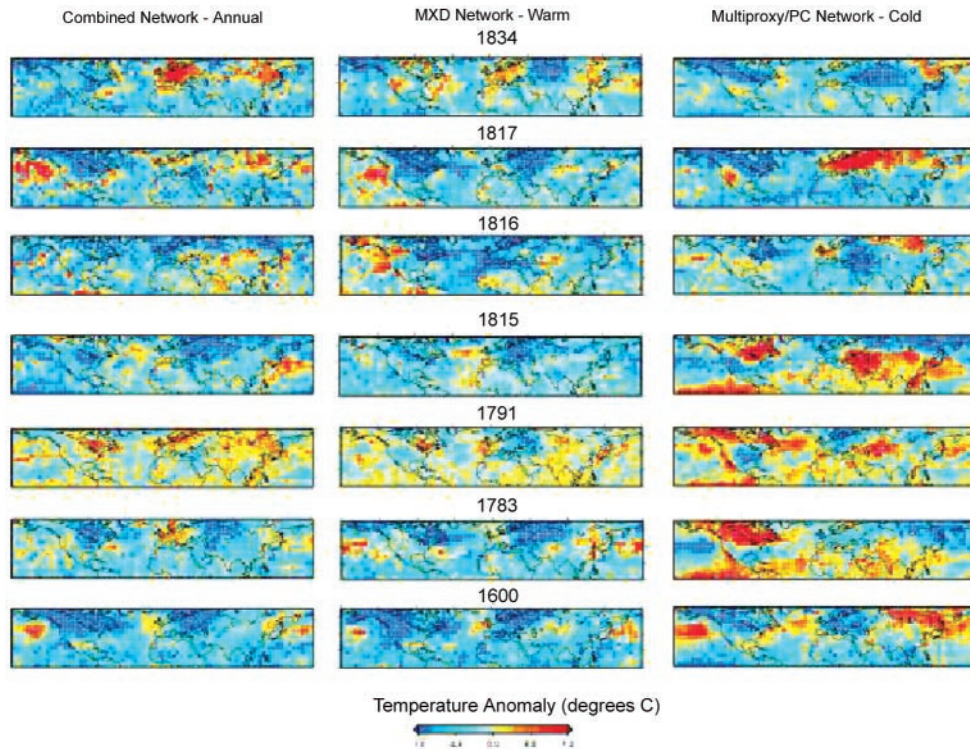 Combined Network - Annual
MXD Network - Warm
Multiproxy/PC Network - Cold
1834
1817
1816
1815
1791
1783
1600
Temperature Anomaly (degrees C)